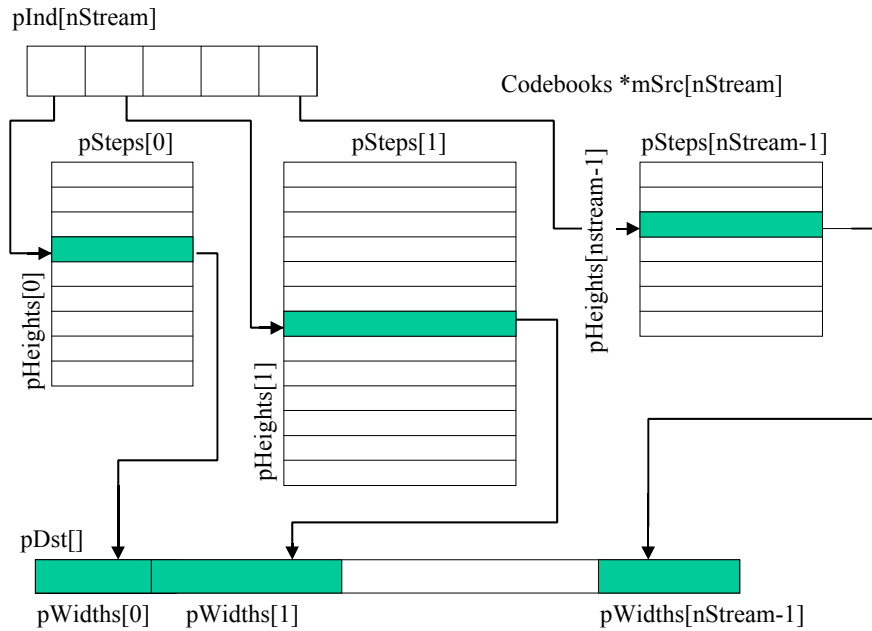 pInd[nStream]
Codebooks *mSrc[nStream]
pSteps[0]
pSteps[1]
pSteps[nStream-1]
pHeights[0]
pHeights[1]
pHeights[nstream-1]
pDst[]
pWidths[0]
pWidths[1]
pWidths[nStream-1]